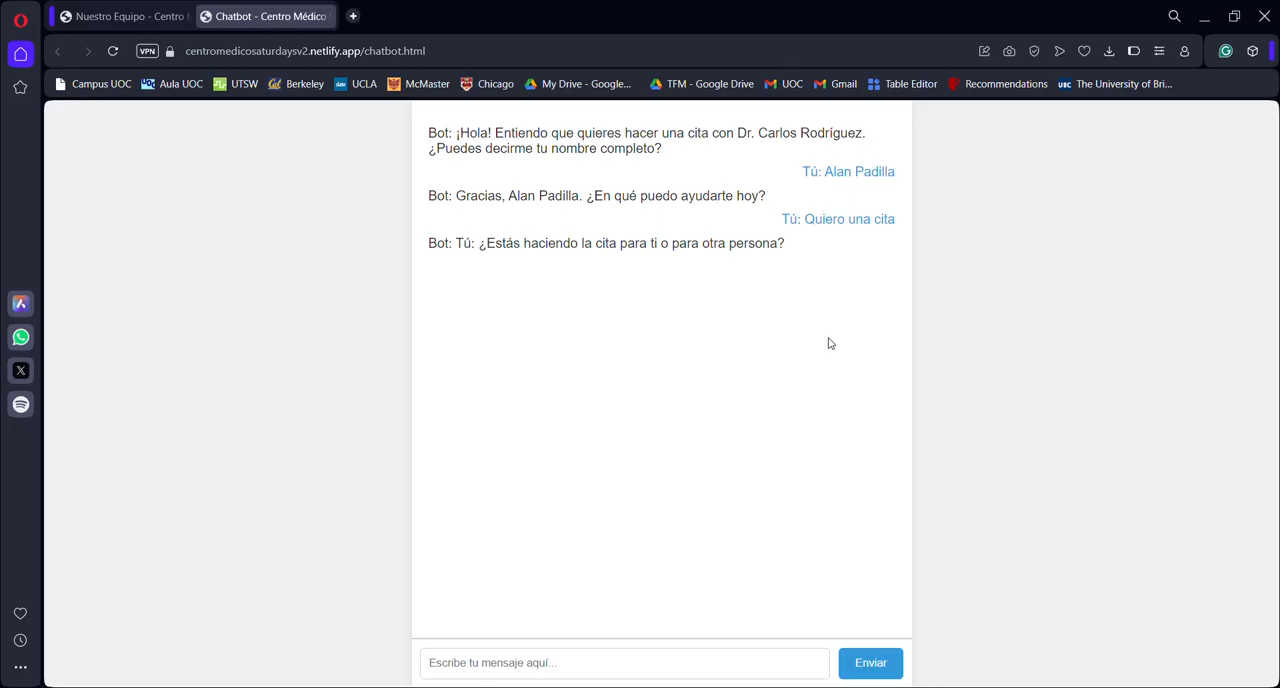 Nuestro Equipo - Centro M
Chatbot - Centro Médico S
VPN
centromedicosaturdaysv2.netlify.app/chatbot.html
Campus UOC
Aula UOC
UTSW
Berkeley
UCLA
McMaster
Chicago
My Drive - Google...
TFM - Google Drive
UOC
Gmail
Table Editor
Recommendations
UBC
The University of Bri...
Bot: ¡Hola! Entiendo que quieres hacer una cita con Dr. Carlos Rodríguez.
¿Puedes decirme tu nombre completo?
Tú: Alan Padilla
Bot: Gracias, Alan Padilla. ¿En qué puedo ayudarte hoy?
Tú: Quiero una cita
Bot: Tú: ¿Estás haciendo la cita para ti o para otra persona?
Escribe tu mensaje aquí...
Enviar